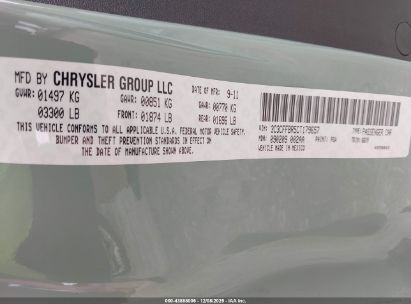 MFD BY CHRYSLER GROUP LLC
DATE OF MFR: 9-11
GVWR: 01497 KG GAWR: 00851 KG GAWR: 00770 KG
03300 LB FRONT: 01874 LB REAR: 01696 LB
THIS VEHICLE CONFORMS TO ALL APPLICABLE U.S.A. FEDERAL MOTOR VEHICLE SAFETY,
BUMPER AND THEFT PREVENTION STANDARDS IN EFFECT ON
THE DATE OF MANUFACTURE SHOWN ABOVE.
TYPE: PASSENGER CAR
PAINT:
VEHICLE MADE IN MEXICO